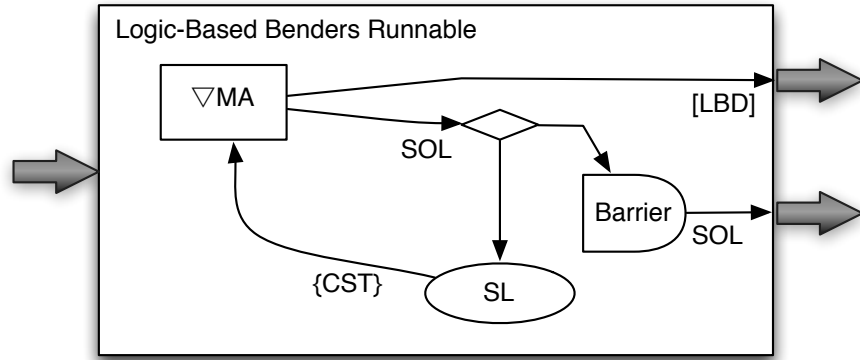 Logic-Based Benders Runnable
▽MA
[LBD]
SOL
Barrier
SOL
{CST}
SL